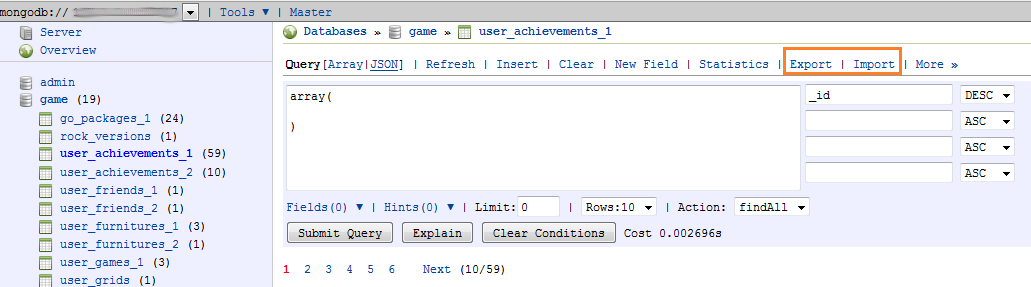 mongodb:// 7 ▼ | Tools ▼ | Master
Server
Overview
admin
game (19)
go_packages_1 (24)
rock_versions (1)
user_achievements_1 (59)
user_achievements_2 (10)
user_friends_1 (1)
user_friends_2 (1)
user_furnitures_1 (3)
user_furnitures_2 (1)
user_games_1 (3)
user_grids (1)
Databases » game » user_achievements_1
Query[Array|JSON] | Refresh | Insert | Clear | New Field | Statistics | Export | Import | More »
array(
)
_id DESC
ASC
ASC
ASC
Fields(0) ▼ | Hints(0) ▼ | Limit:0 | Rows:10 ▼ | Action: findAll ▼
Submit Query Explain Clear Conditions Cost 0.002696s
1 2 3 4 5 6 Next (10/59)